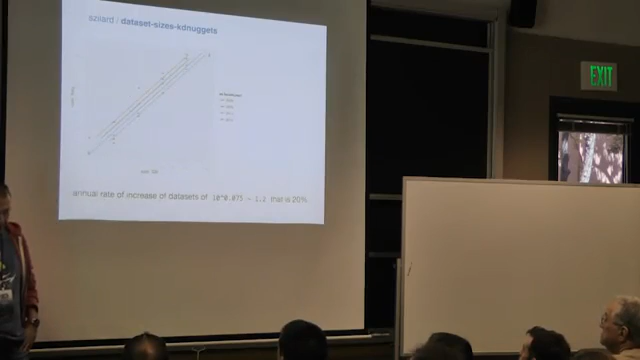 szilard / dataset-sizes-kdnuggets
annual rate of increase of datasets of 10^0.075 ~ 1.2 that is 20%
EXIT